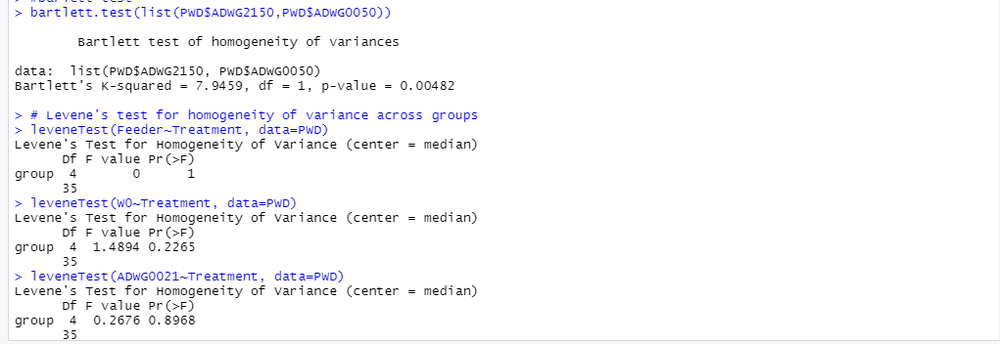 > bartlett.test(list(PWD$ADWG2150,PWD$ADWG0050))
Bartlett test of homogeneity of variances
data:  list(PWD$ADWG2150, PWD$ADWG0050)
Bartlett's K-squared = 7.9459, df = 1, p-value = 0.00482
> # Levene's test for homogeneity of variance across groups
> leveneTest(Feeder~Treatment, data=PWD)
Levene's Test for Homogeneity of Variance (center = median)
Df F value Pr(>F)
group  4       0      1
35
> leveneTest(W0~Treatment, data=PWD)
Levene's Test for Homogeneity of Variance (center = median)
Df F value Pr(>F)
group  4  1.4894 0.2265
35
> leveneTest(ADWG0021~Treatment, data=PWD)
Levene's Test for Homogeneity of Variance (center = median)
Df F value Pr(>F)
group  4  0.2676 0.8968
35